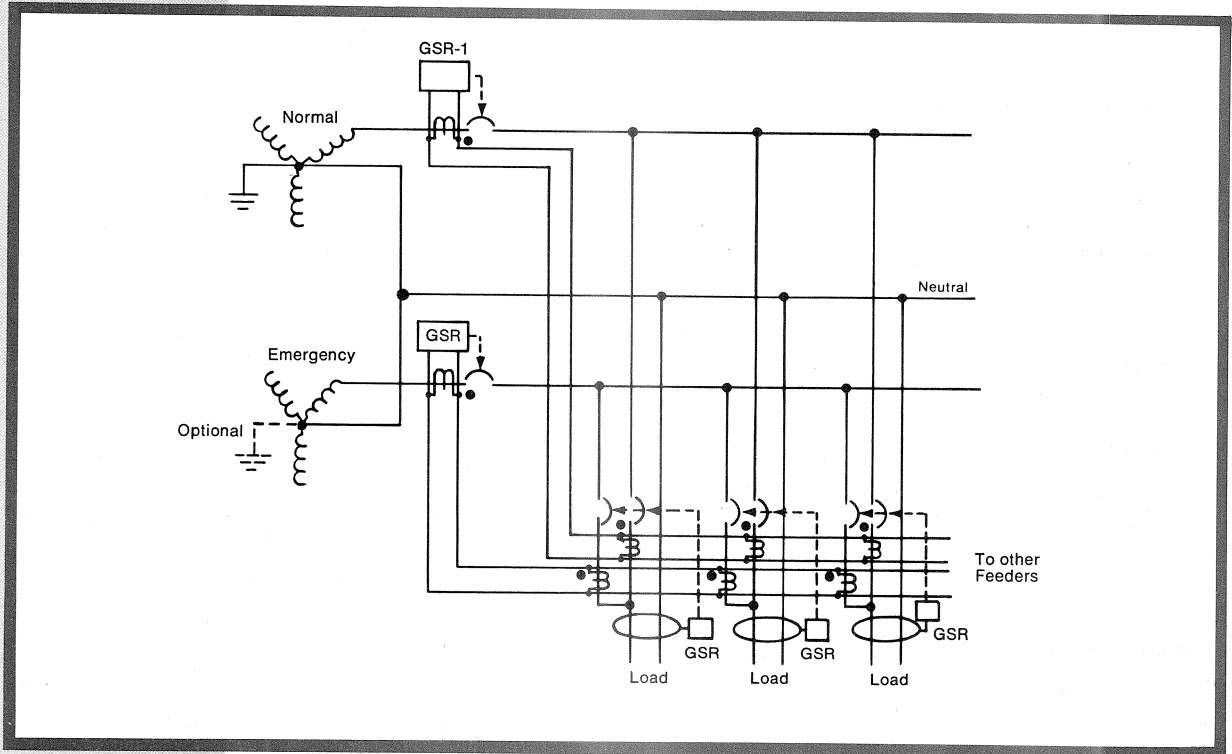 GSR-1
Normal
Neutral
GSR
Emergency
Optional
To other
Feeders
GSR
GSR
GSR
Load
Load
Load